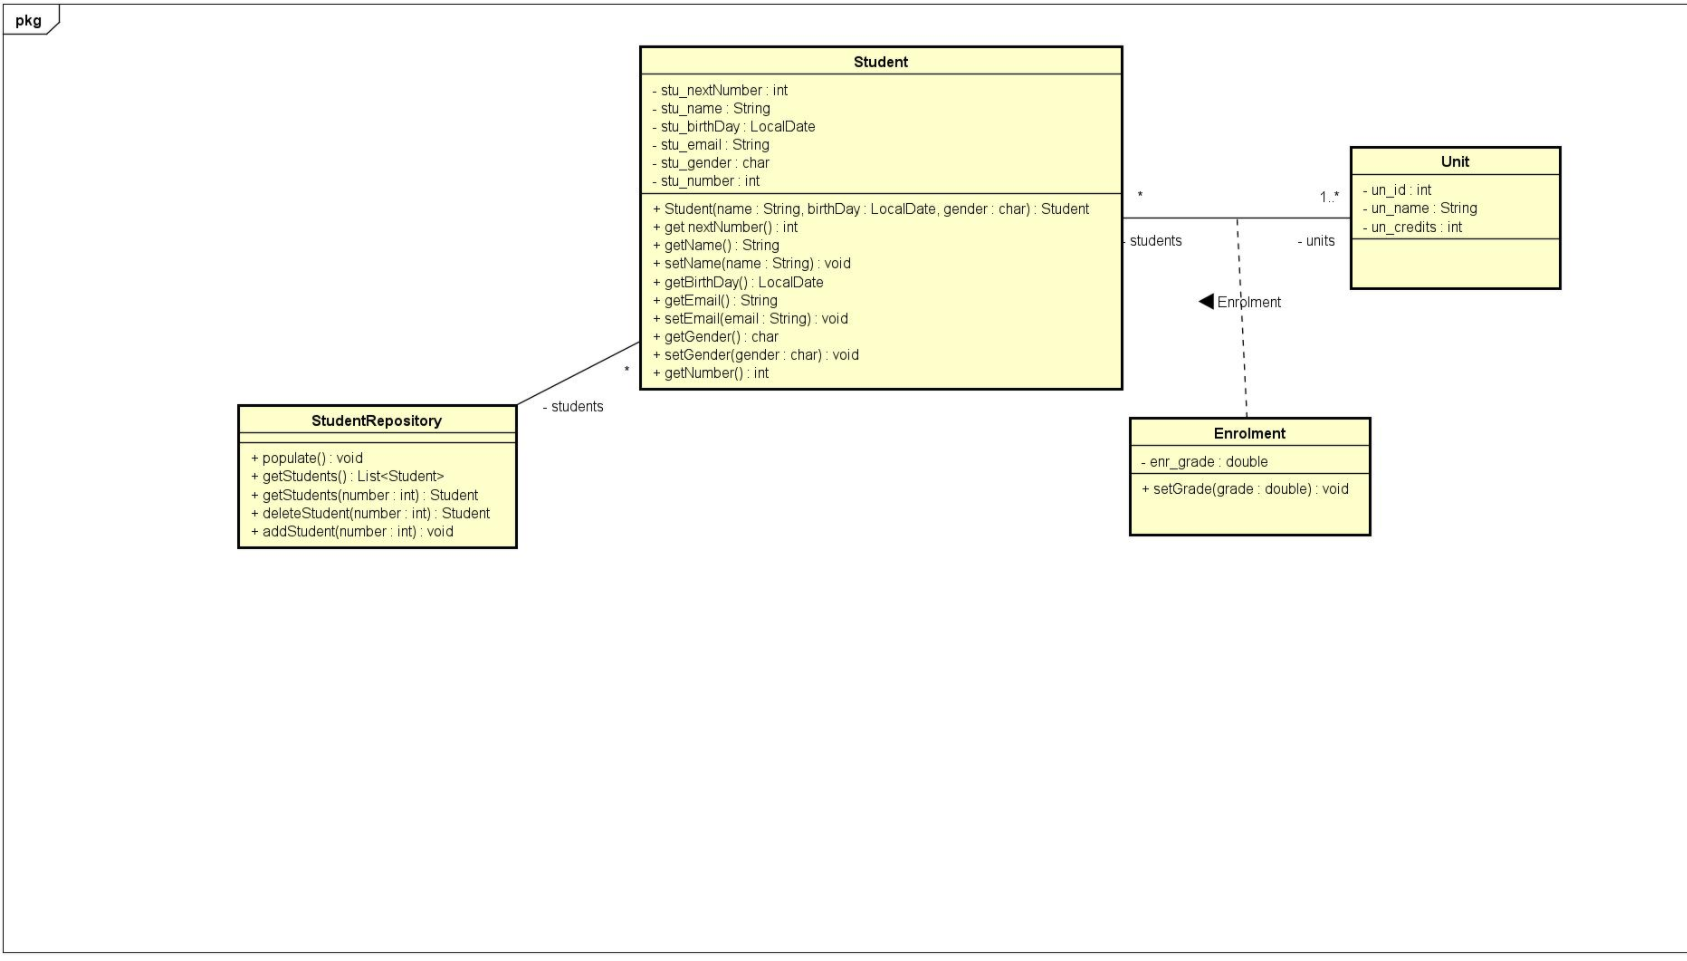 pkg
Student
- stu_nextNumber : int
- stu_name : String
- stu_birthDay : LocalDate
- stu_email : String
- stu_gender : char
- stu_number : int
+ Student(name : String, birthDay : LocalDate, gender : char) : Student
+ get nextNumber() : int
+ getName() : String
+ setName(name : String) : void
+ getBirthDay() : LocalDate
+ getEmail() : String
+ setEmail(email : String) : void
+ getGender() : char
+ setGender(gender : char) : void
+ getNumber() : int
* 1..*
- students - units
Unit
- un_id : int
- un_name : String
- un_credits : int
◀ Enrolment
*
- students
StudentRepository
+ populate() : void
+ getStudents() : List<Student>
+ getStudents(number : int) : Student
+ deleteStudent(number : int) : Student
+ addStudent(number : int) : void
Enrolment
- enr_grade : double
+ setGrade(grade : double) : void